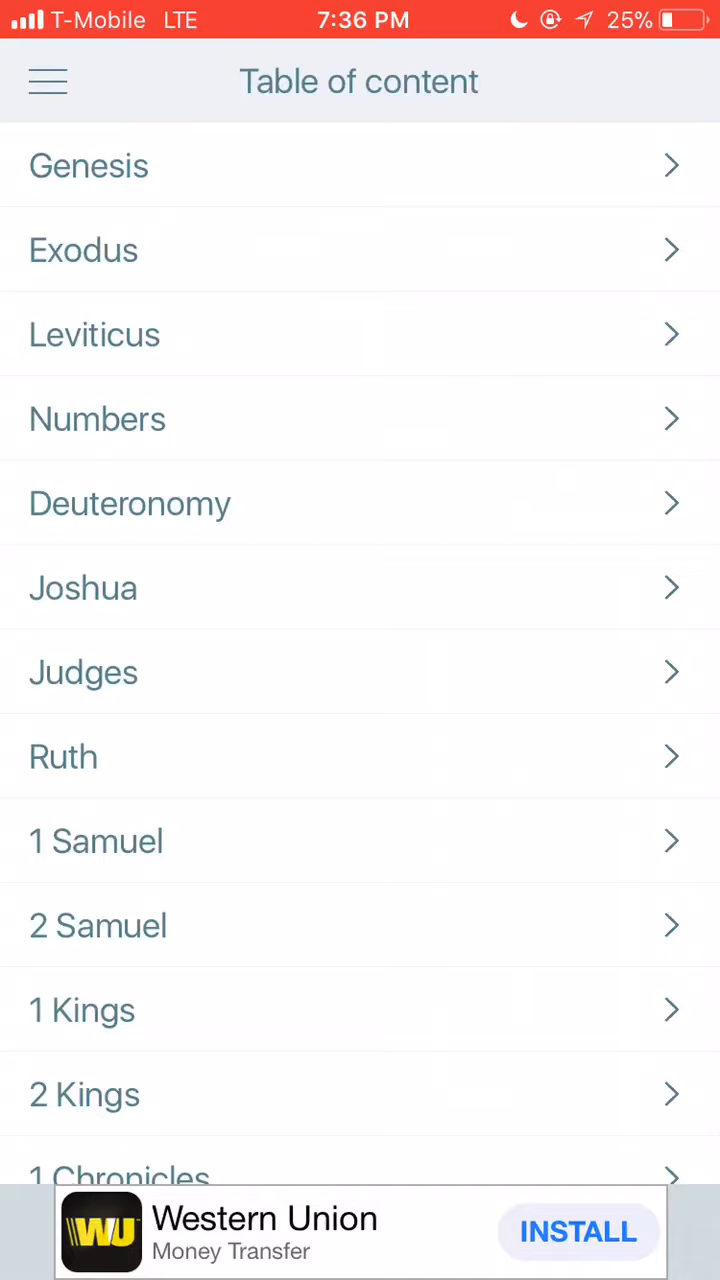 T-Mobile LTE 7:36 PM 25%
Table of content
Genesis
Exodus
Leviticus
Numbers
Deuteronomy
Joshua
Judges
Ruth
1 Samuel
2 Samuel
1 Kings
2 Kings
1 Chronicles
WU Western Union
Money Transfer
INSTALL